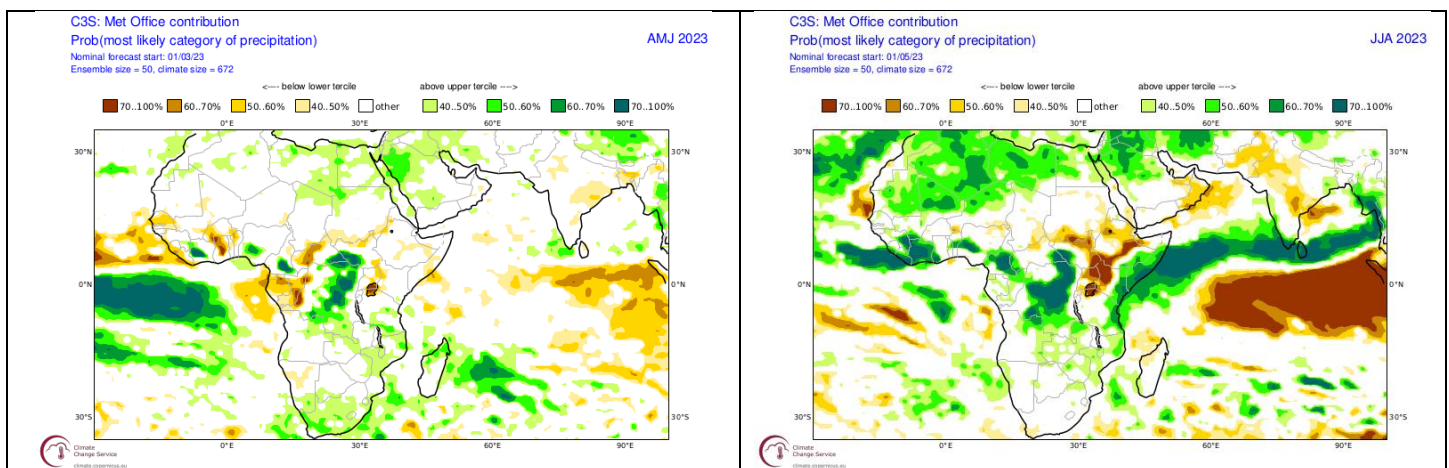 C3S: Met Office contribution
Prob(most likely category of precipitation)
AMJ 2023
Nominal forecast start: 01/03/23
Ensemble size = 50, climate size = 672
<---- below lower tercile
above upper tercile ---->
70..100% 60..70% 50..60% 40..50% other 40..50% 50..60% 60..70% 70..100%
0°E 30°E 60°E 90°E
30°N 30°N
0°N 0°N
30°S 30°S
0°E 30°E 60°E 90°E
Climate
Change Service
climate.copernicus.eu
C3S: Met Office contribution
Prob(most likely category of precipitation)
JJA 2023
Nominal forecast start: 01/05/23
Ensemble size = 50, climate size = 672
<---- below lower tercile
above upper tercile ---->
70..100% 60..70% 50..60% 40..50% other 40..50% 50..60% 60..70% 70..100%
0°E 30°E 60°E 90°E
30°N 30°N
0°N 0°N
30°S 30°S
0°E 30°E 60°E 90°E
Climate
Change Service
climate.copernicus.eu